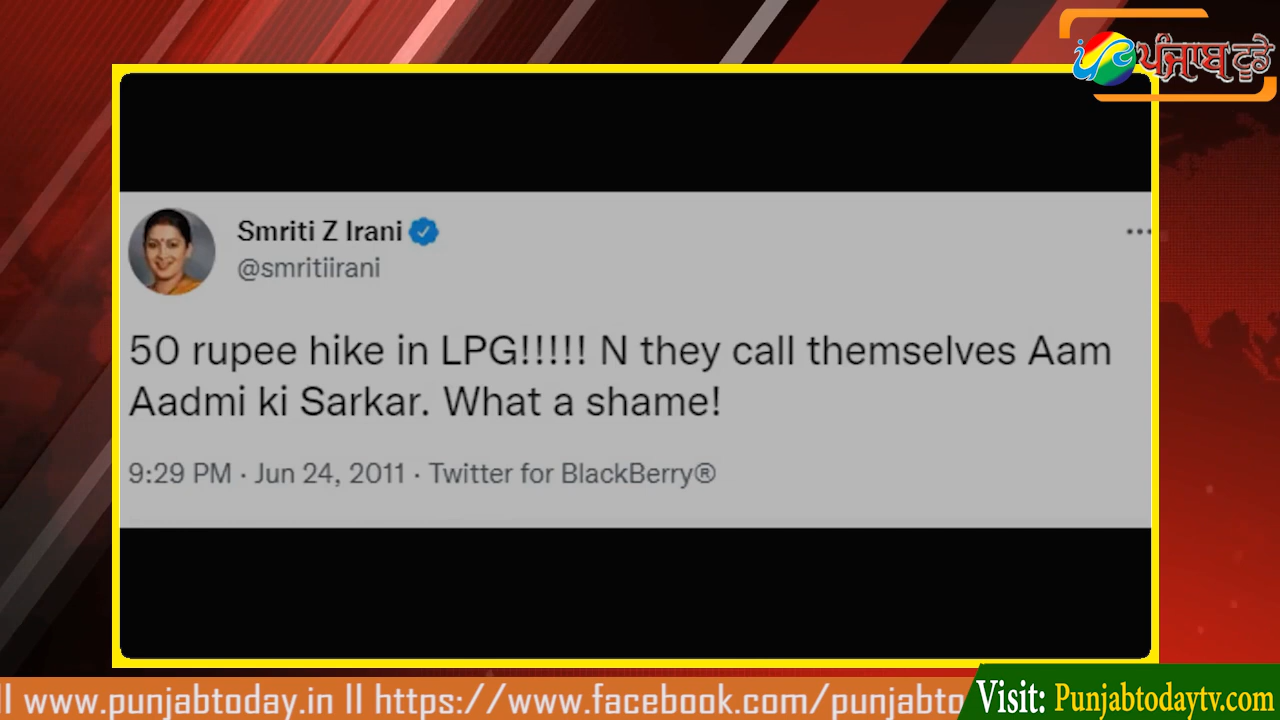 ਪੰਜਾਬ ਟੂਡੇ
Smriti Z Irani
@smritiirani
50 rupee hike in LPG!!!!! N they call themselves Aam
Aadmi ki Sarkar. What a shame!
9:29 PM · Jun 24, 2011 · Twitter for BlackBerry®
ll www.punjabtoday.in ll https://www.facebook.com/punjabto
Visit: Punjabtodaytv.com